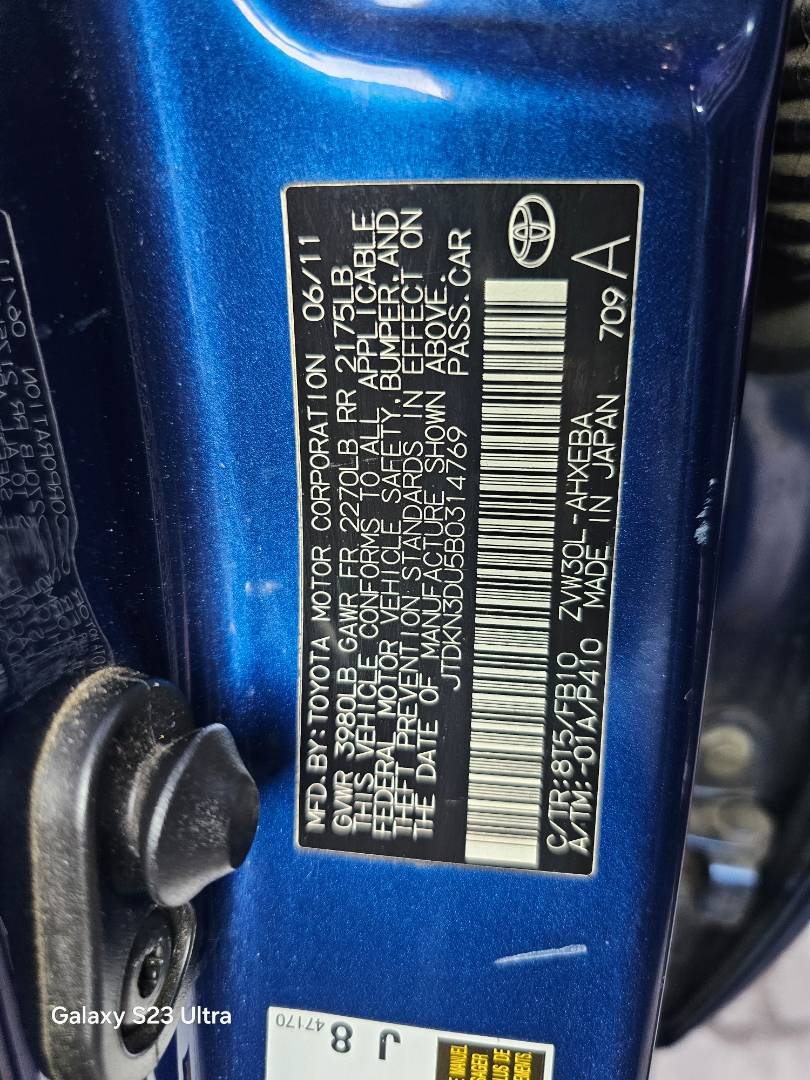 MFD. BY: TOYOTA MOTOR CORPORATION 06/11
GVWR 3980LB GAWR FR 2270LB RR 2175LB
THIS VEHICLE CONFORMS TO ALL APPLICABLE
FEDERAL MOTOR VEHICLE SAFETY, BUMPER, AND
THEFT PREVENTION STANDARDS IN EFFECT ON
THE DATE OF MANUFACTURE SHOWN ABOVE.
JTDKN3DU5B0314769 PASS. CAR
C/TR: 8T5/FB10 ZVW30L-AHXEBA
A/TM: -01A/P410 MADE IN JAPAN 709 A
J 8
47170
MANUEL
LUS DE
Galaxy S23 Ultra